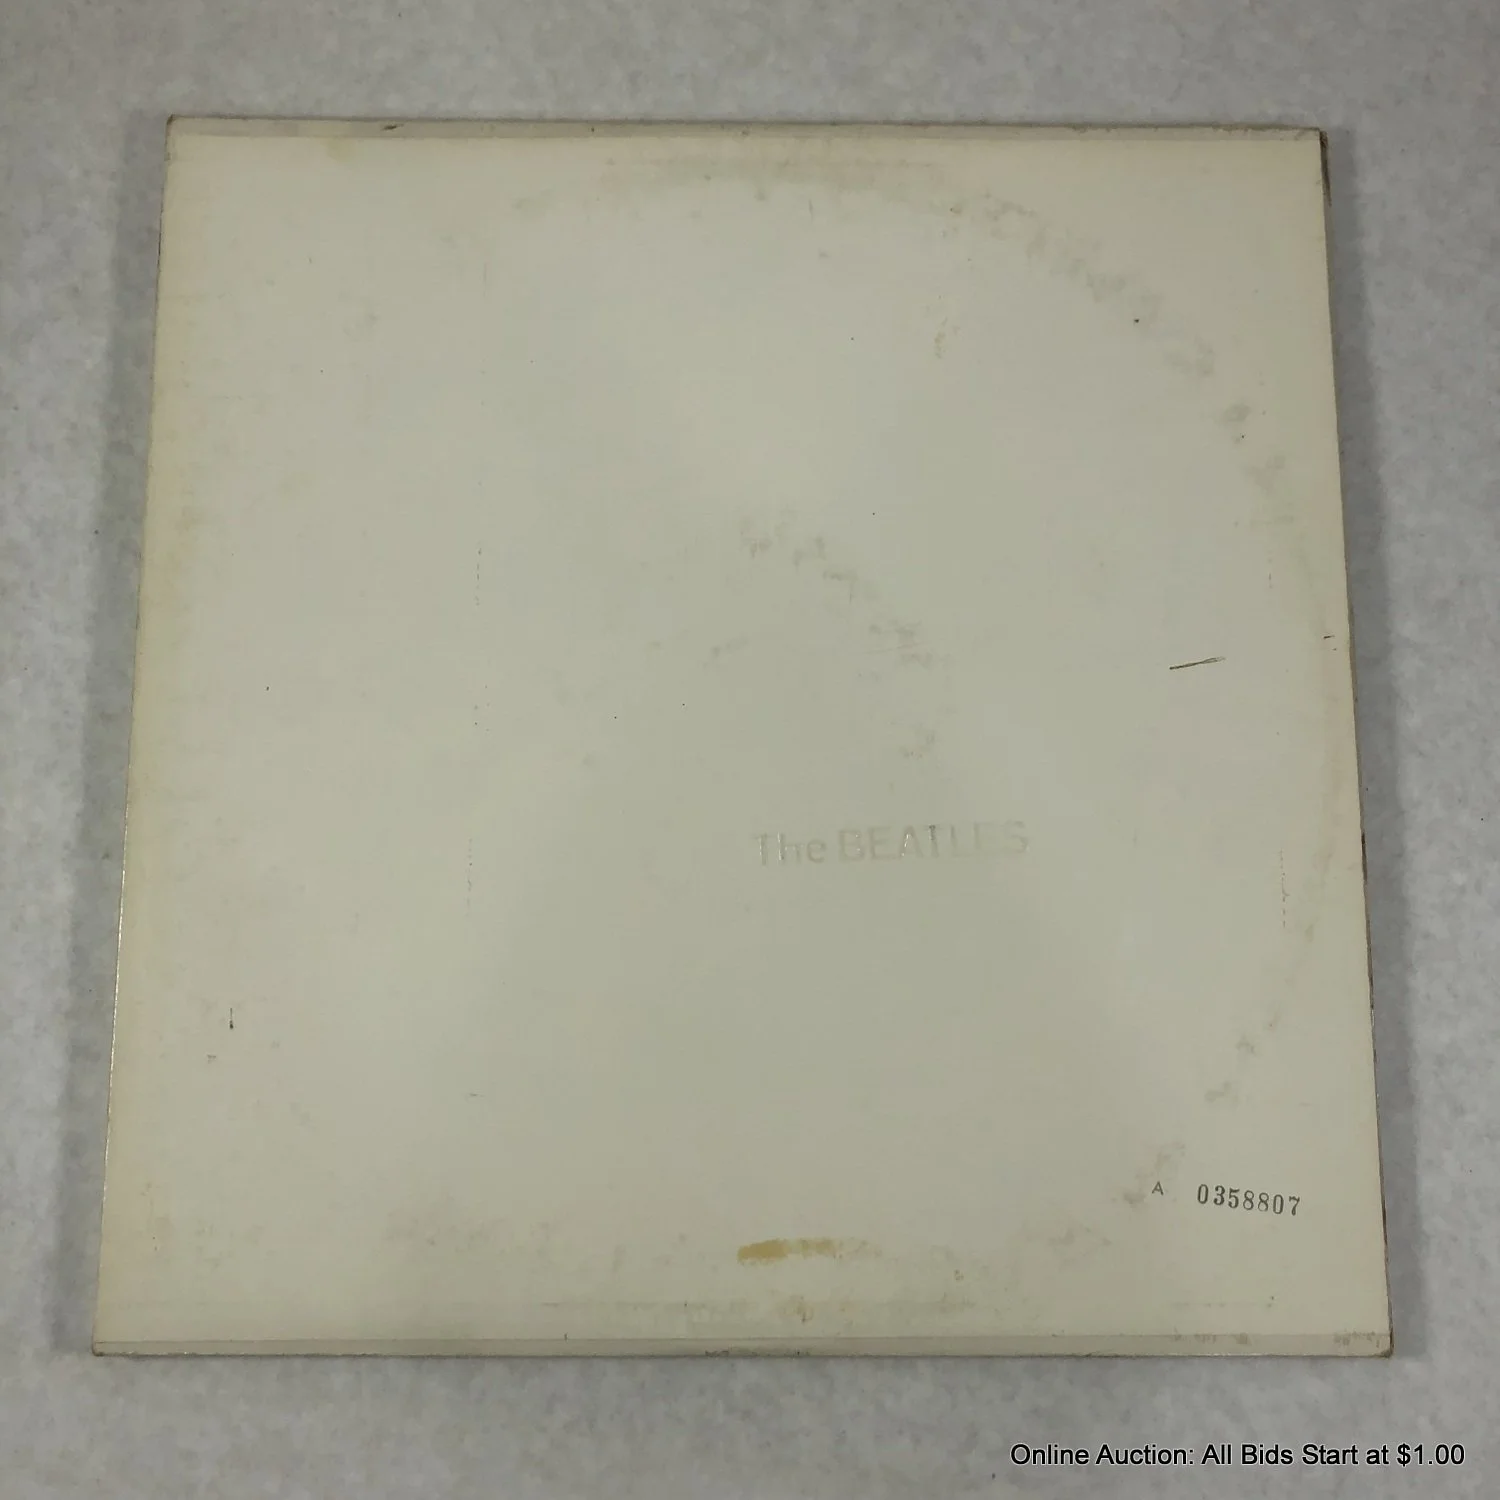 The BEATLES
A 0358807
Online Auction: All Bids Start at $1.00